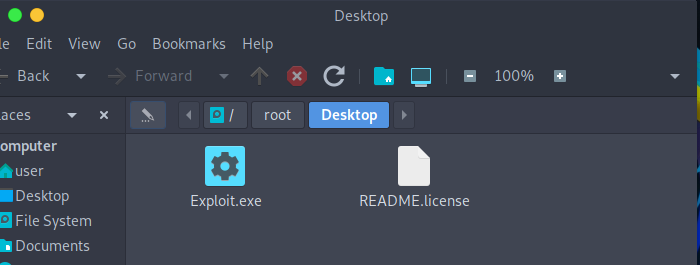 Desktop
le Edit View Go Bookmarks Help
Back Forward 100%
aces / root Desktop
omputer
user
Desktop
File System
Documents
Exploit.exe README.license